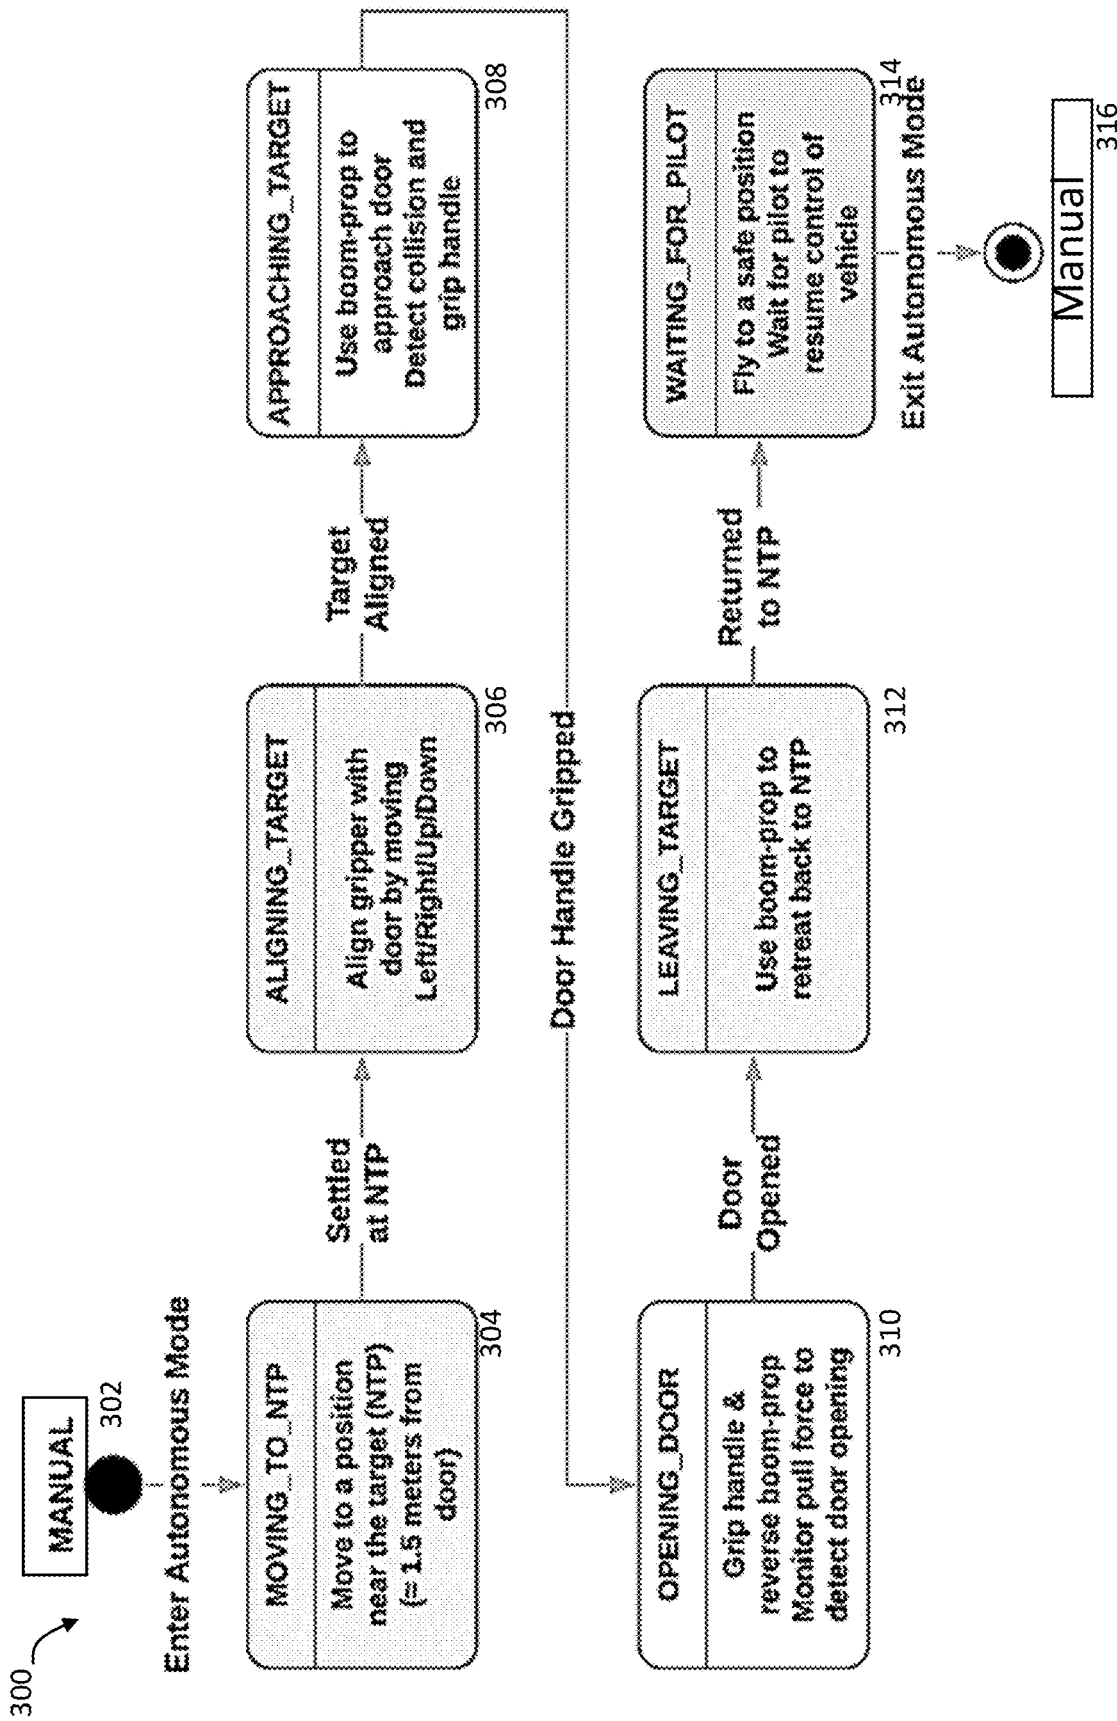 300
MANUAL
302
Enter Autonomous Mode
MOVING_TO_NTP
Move to a position
near the target (NTP)
(= 1.5 meters from
door)
304
Settled
at NTP
ALIGNING_TARGET
Align gripper with
door by moving
Left/Right/Up/Down
306
Target
Aligned
APPROACHING_TARGET
Use boom-prop to
approach door
Detect collision and
grip handle
308
Door Handle Gripped
OPENING_DOOR
Grip handle &
reverse boom-prop
Monitor pull force to
detect door opening
310
Door
Opened
LEAVING_TARGET
Use boom-prop to
retreat back to NTP
312
Returned
to NTP
WAITING_FOR_PILOT
Fly to a safe position
Wait for pilot to
resume control of
vehicle
314
Exit Autonomous Mode
Manual
316